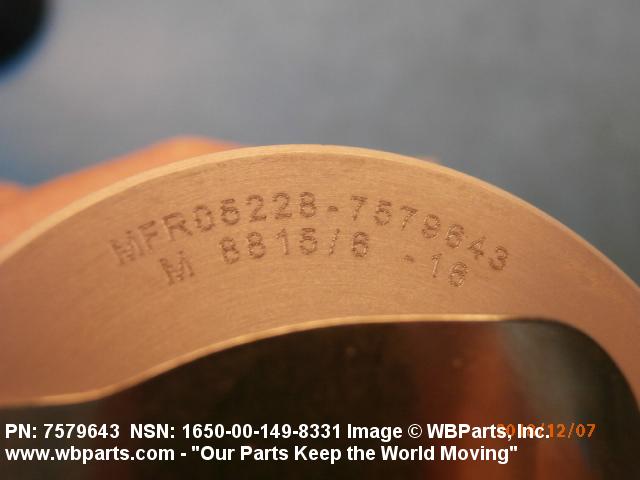 MFR05228-7579643
M 8815/6 -16
PN: 7579643 NSN: 1650-00-149-8331 Image © WBParts, Inc.
www.wbparts.com - "Our Parts Keep the World Moving"